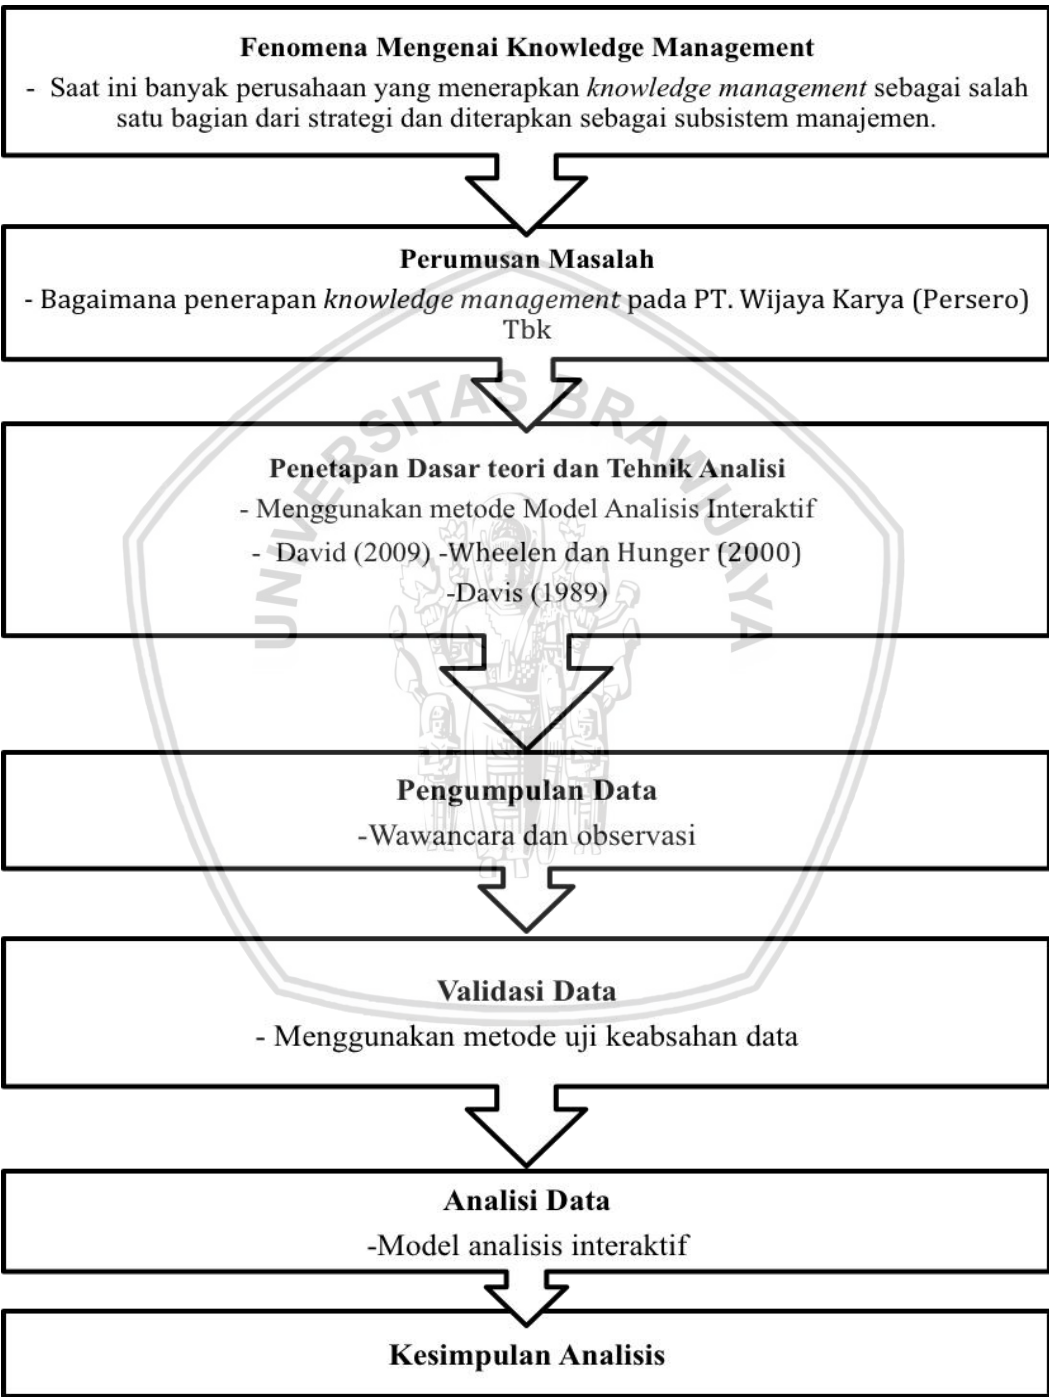 Fenomena Mengenai Knowledge Management
- Saat ini banyak perusahaan yang menerapkan knowledge management sebagai salah
satu bagian dari strategi dan diterapkan sebagai subsistem manajemen.
Perumusan Masalah
- Bagaimana penerapan knowledge management pada PT. Wijaya Karya (Persero)
Tbk
UNIVERSITAS BRAWIJAYA
Penetapan Dasar teori dan Tehnik Analisi
- Menggunakan metode Model Analisis Interaktif
- David (2009) -Wheelen dan Hunger (2000)
-Davis (1989)
Pengumpulan Data
-Wawancara dan observasi
Validasi Data
- Menggunakan metode uji keabsahan data
Analisi Data
-Model analisis interaktif
Kesimpulan Analisis